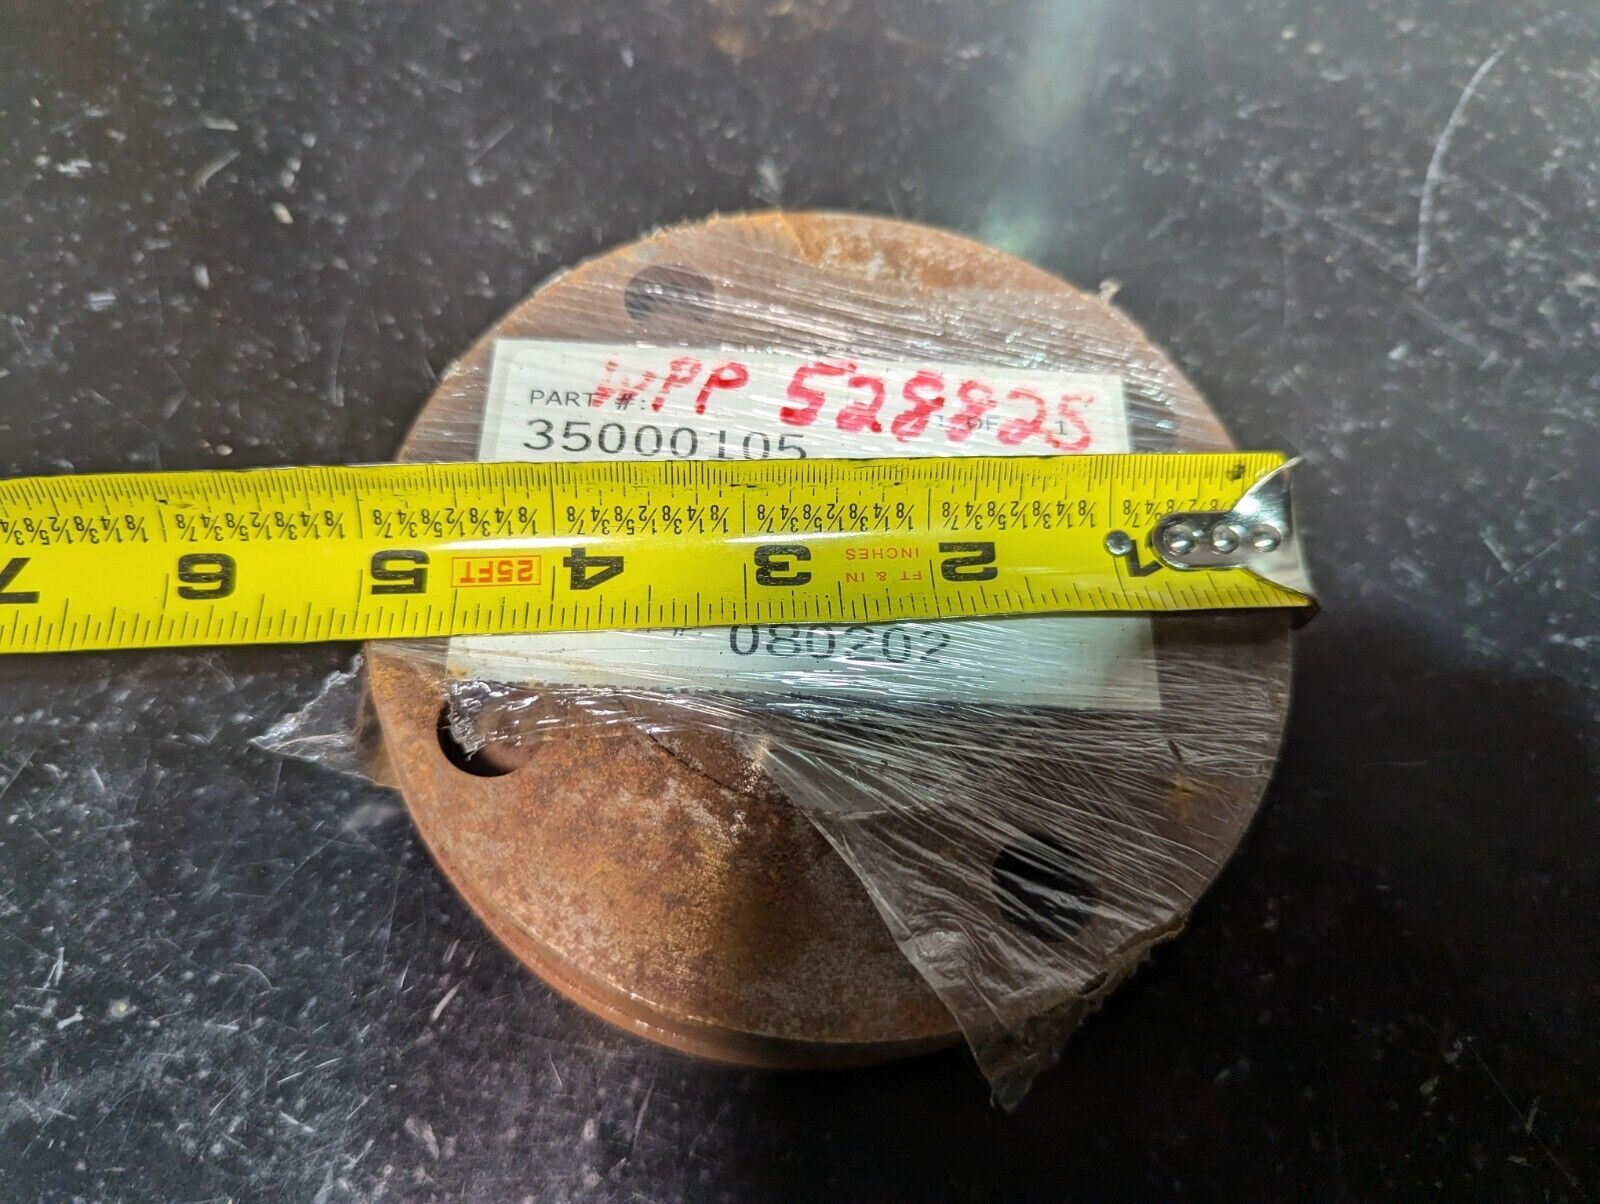 WPP 528825
PART #:
1 OF 1
35000105
7 6 5 25FT 4 3 FT & IN INCHES 2 1
#: 080202